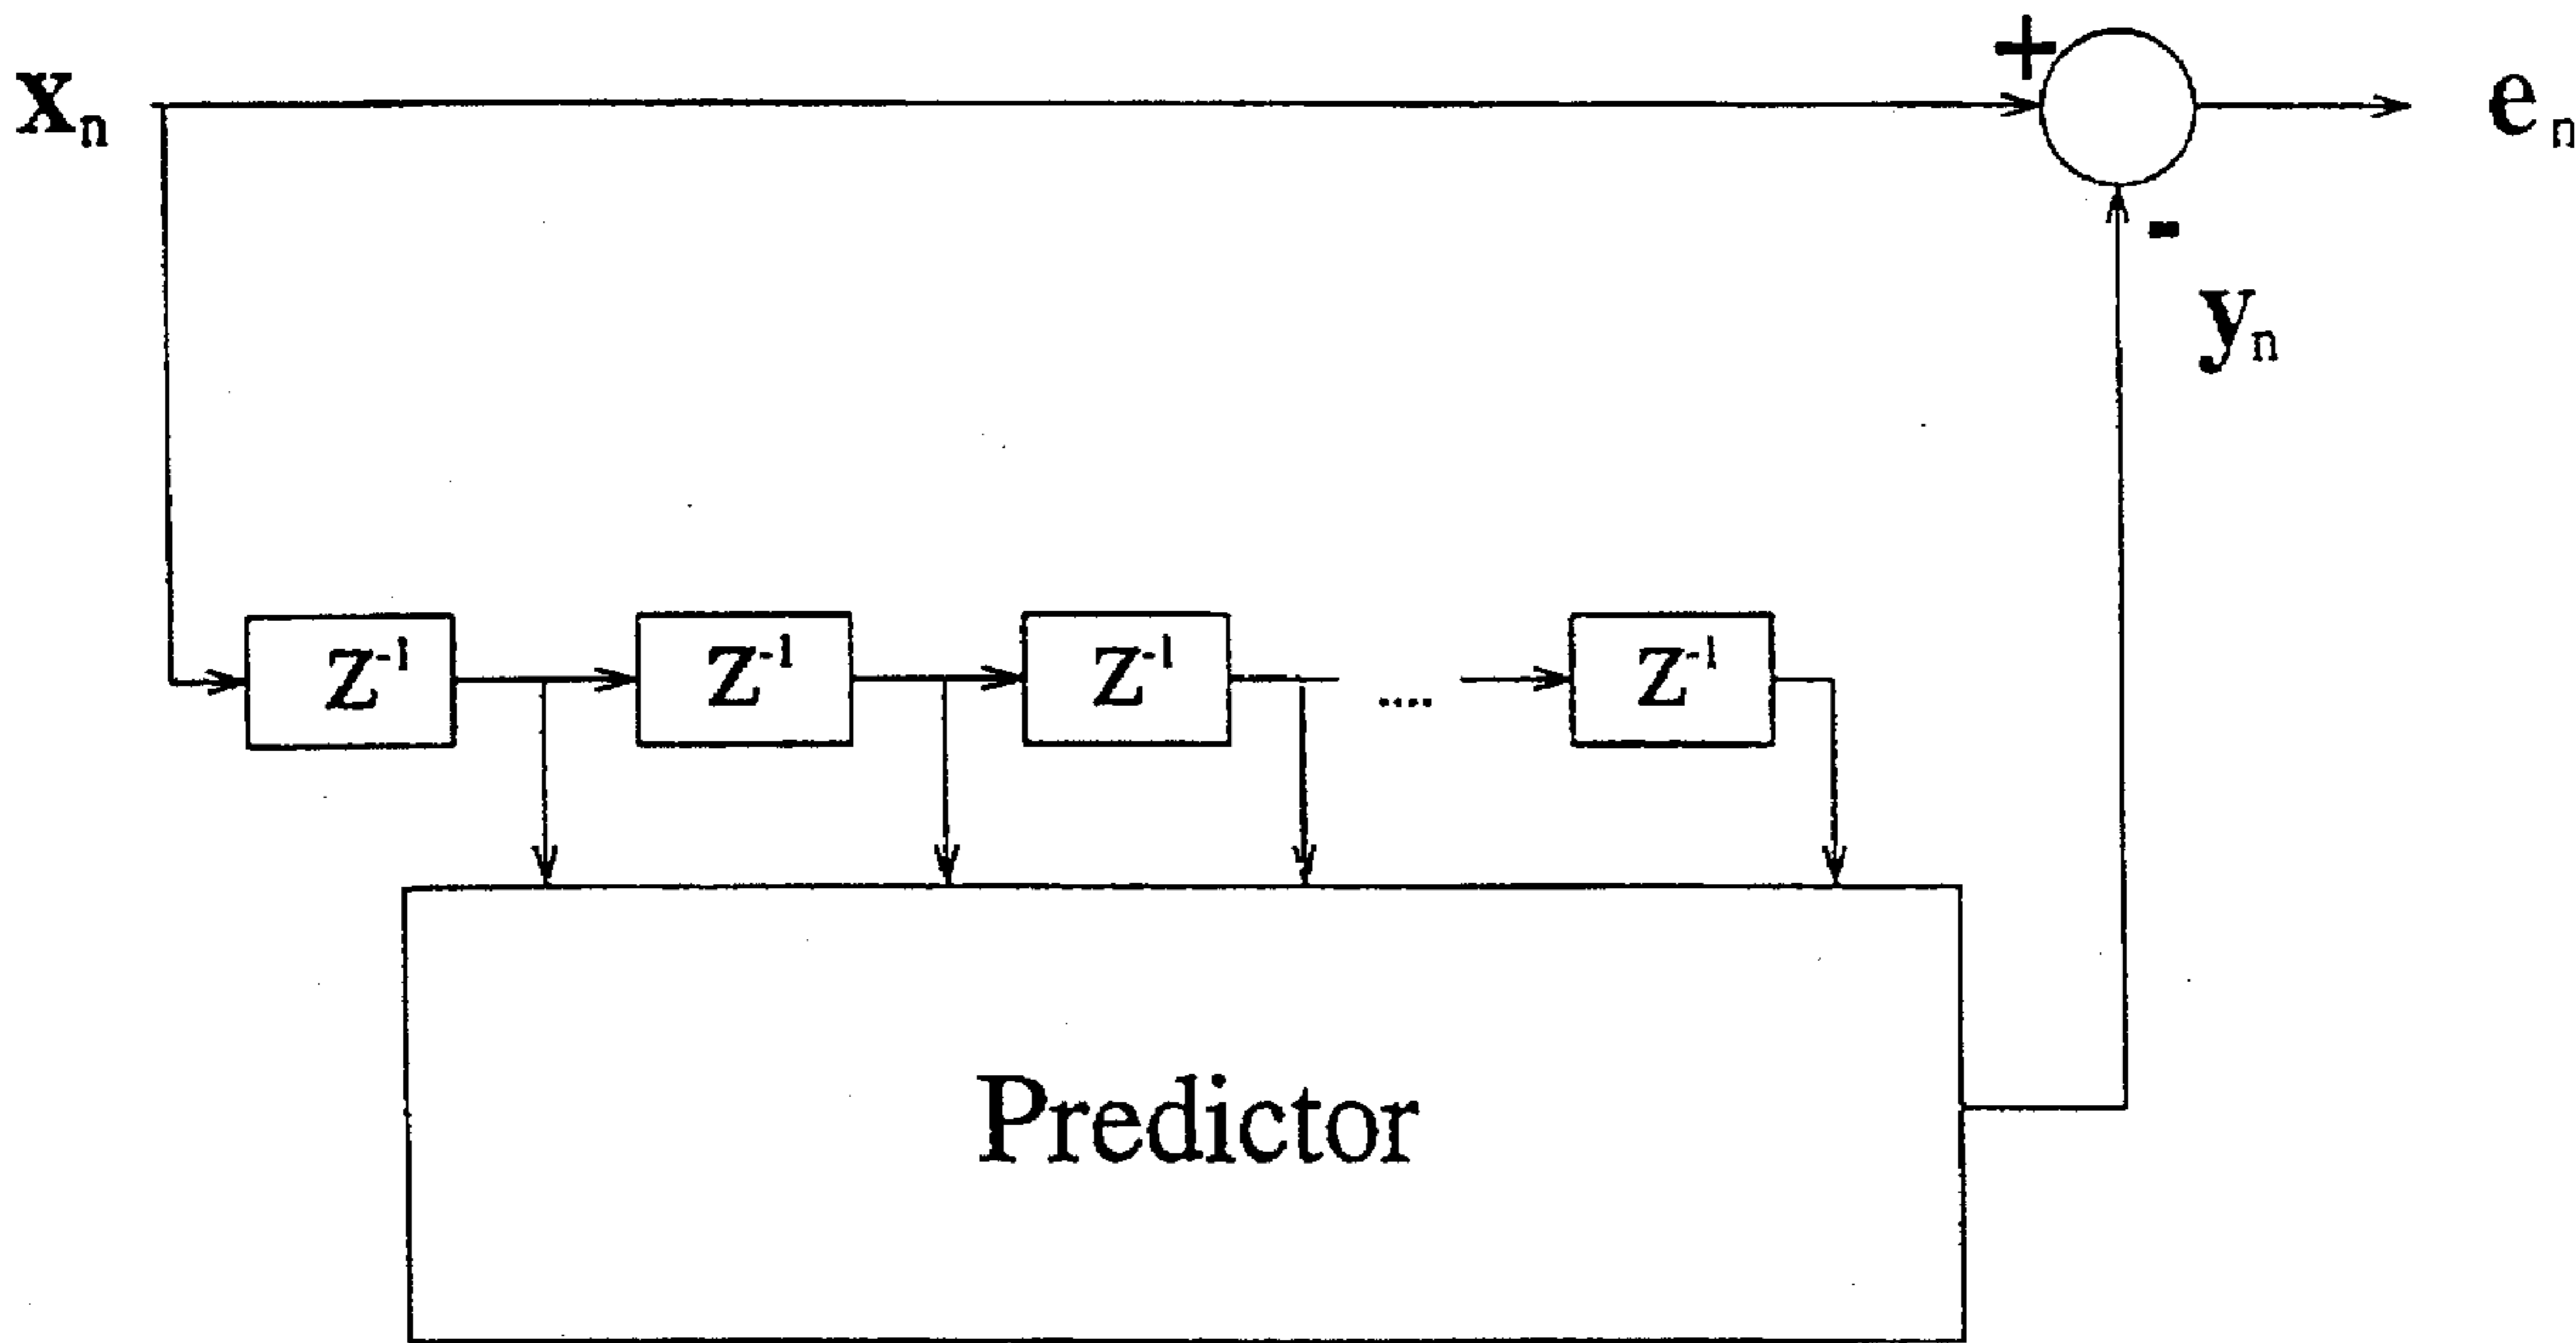 +
xₙ
eₙ
-
yₙ
Z⁻¹ Z⁻¹ Z⁻¹ .... Z⁻¹
Predictor